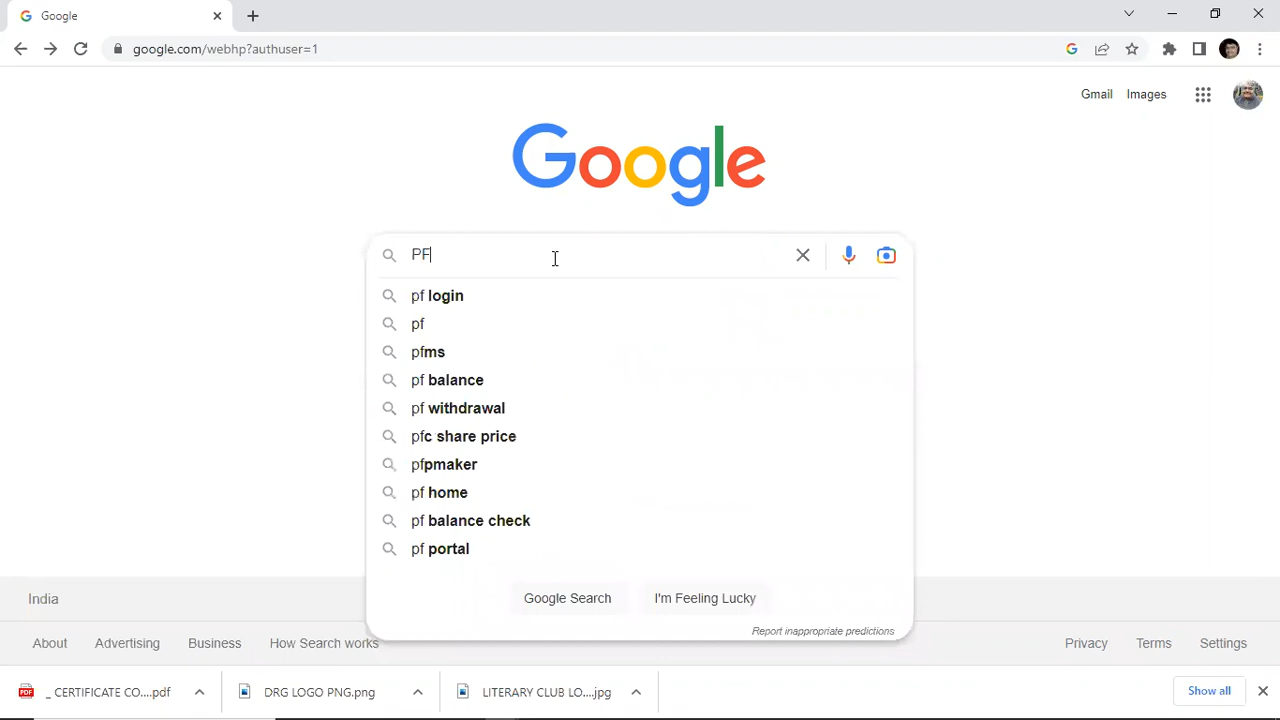 Google
google.com/webhp?authuser=1
Gmail Images
Google
PF
pf login
pf
pfms
pf balance
pf withdrawal
pfc share price
pfpmaker
pf home
pf balance check
pf portal
Google Search I'm Feeling Lucky
Report inappropriate predictions
India
About Advertising Business How Search works Privacy Terms Settings
_ CERTIFICATE CO....pdf DRG LOGO PNG.png LITERARY CLUB LO....jpg Show all